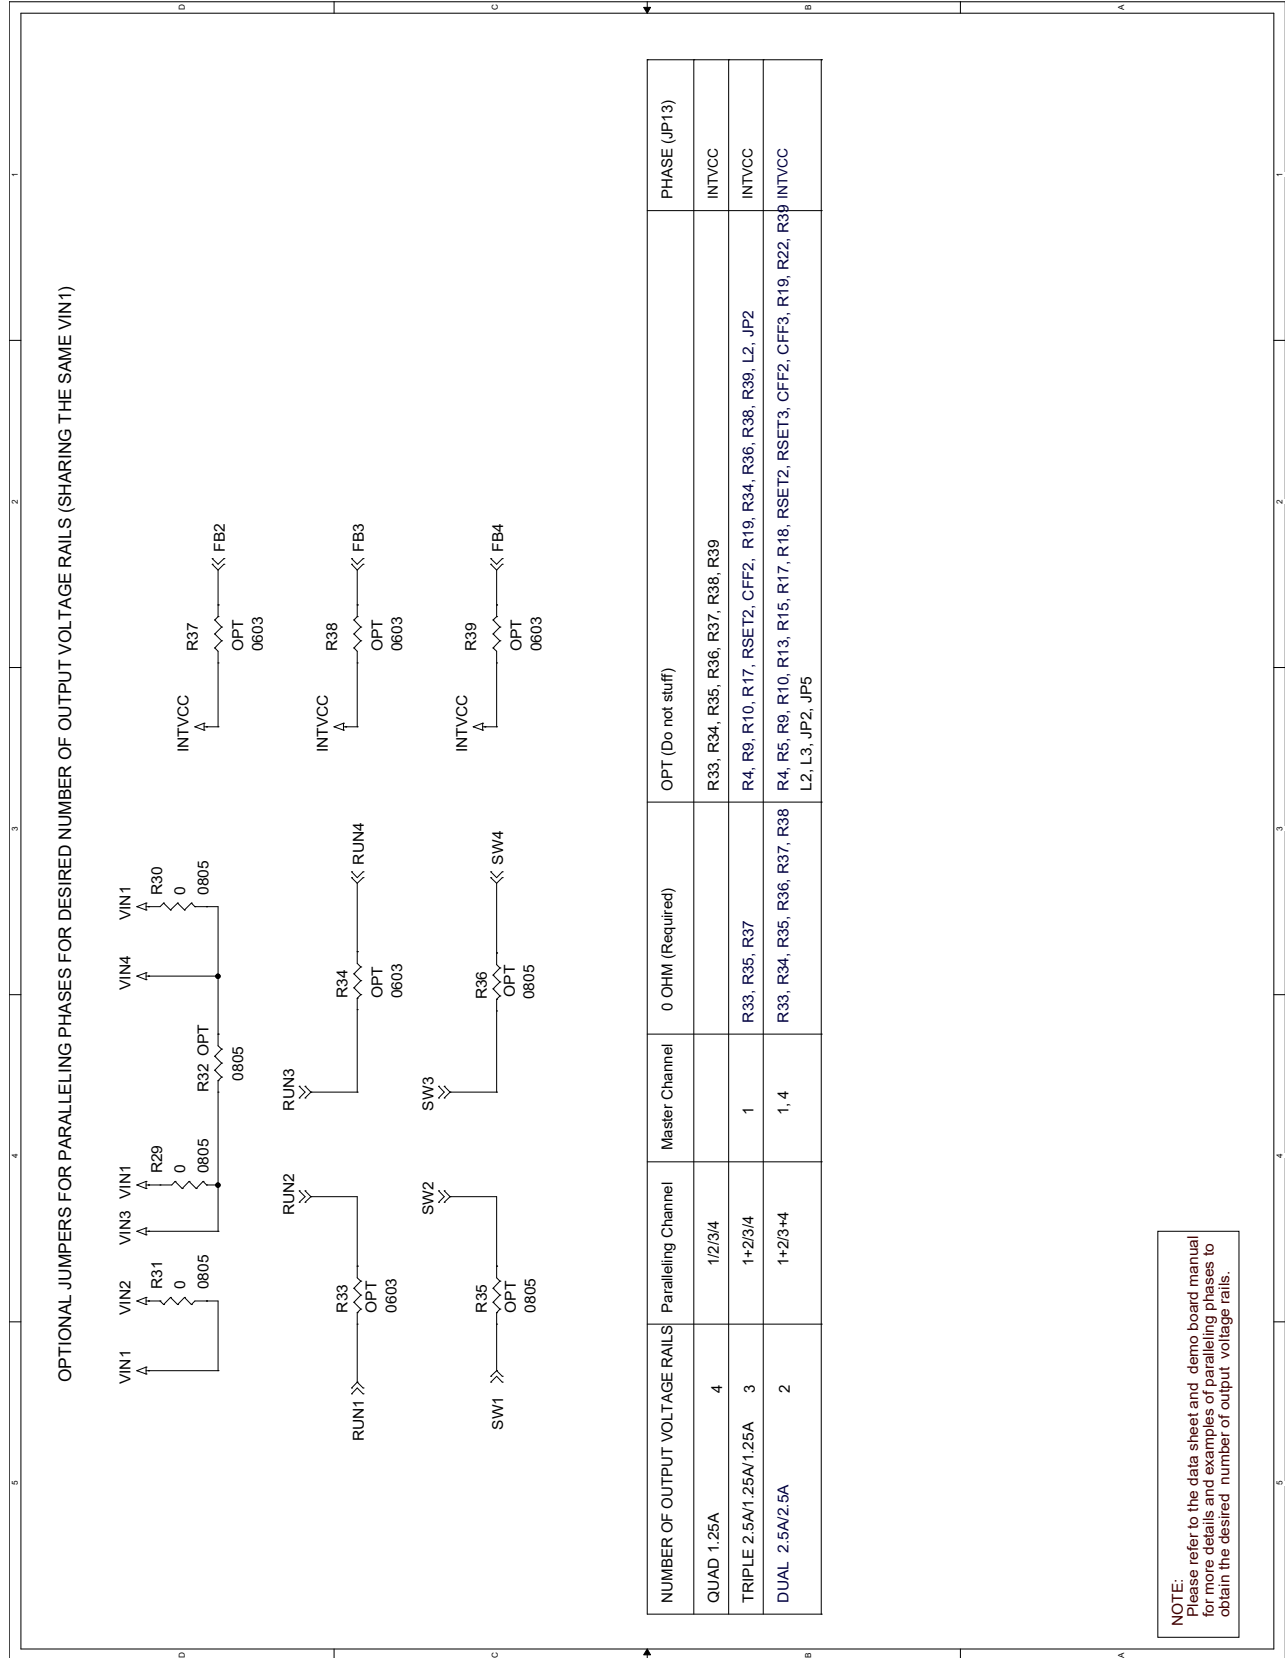 5
4
3
2
1
D
C
B
A
OPTIONAL JUMPERS FOR PARALLELING PHASES FOR DESIRED NUMBER OF OUTPUT VOLTAGE RAILS (SHARING THE SAME VIN1)
VIN1
VIN2
R31
0
0805
VIN3
VIN1
R29
0
0805
R32 OPT
0805
VIN4
VIN1
R30
0
0805
INTVCC
R37
OPT
0603
FB2
RUN1
R33
OPT
0603
RUN2
RUN3
R34
OPT
0603
RUN4
INTVCC
R38
OPT
0603
FB3
SW1
R35
OPT
0805
SW2
SW3
R36
OPT
0805
SW4
INTVCC
R39
OPT
0603
FB4
NUMBER OF OUTPUT VOLTAGE RAILS Paralleling Channel Master Channel 0 OHM (Required) OPT (Do not stuff) PHASE (JP13)
QUAD 1.25A 4 1/2/3/4 R33, R34, R35, R36, R37, R38, R39 INTVCC
TRIPLE 2.5A/1.25A/1.25A 3 1+2/3/4 1 R33, R35, R37 R4, R9, R10, R17, RSET2, CFF2, R19, R34, R36, R38, R39, L2, JP2 INTVCC
DUAL 2.5A/2.5A 2 1+2/3+4 1, 4 R33, R34, R35, R36, R37, R38 R4, R5, R9, R10, R13, R15, R17, R18, RSET2, RSET3, CFF2, CFF3, R19, R22, R39 INTVCC
L2, L3, JP2, JP5
NOTE:
Please refer to the data sheet and demo board manual
for more details and examples of paralleling phases to
obtain the desired number of output voltage rails.
5
4
3
2
1
D
C
B
A